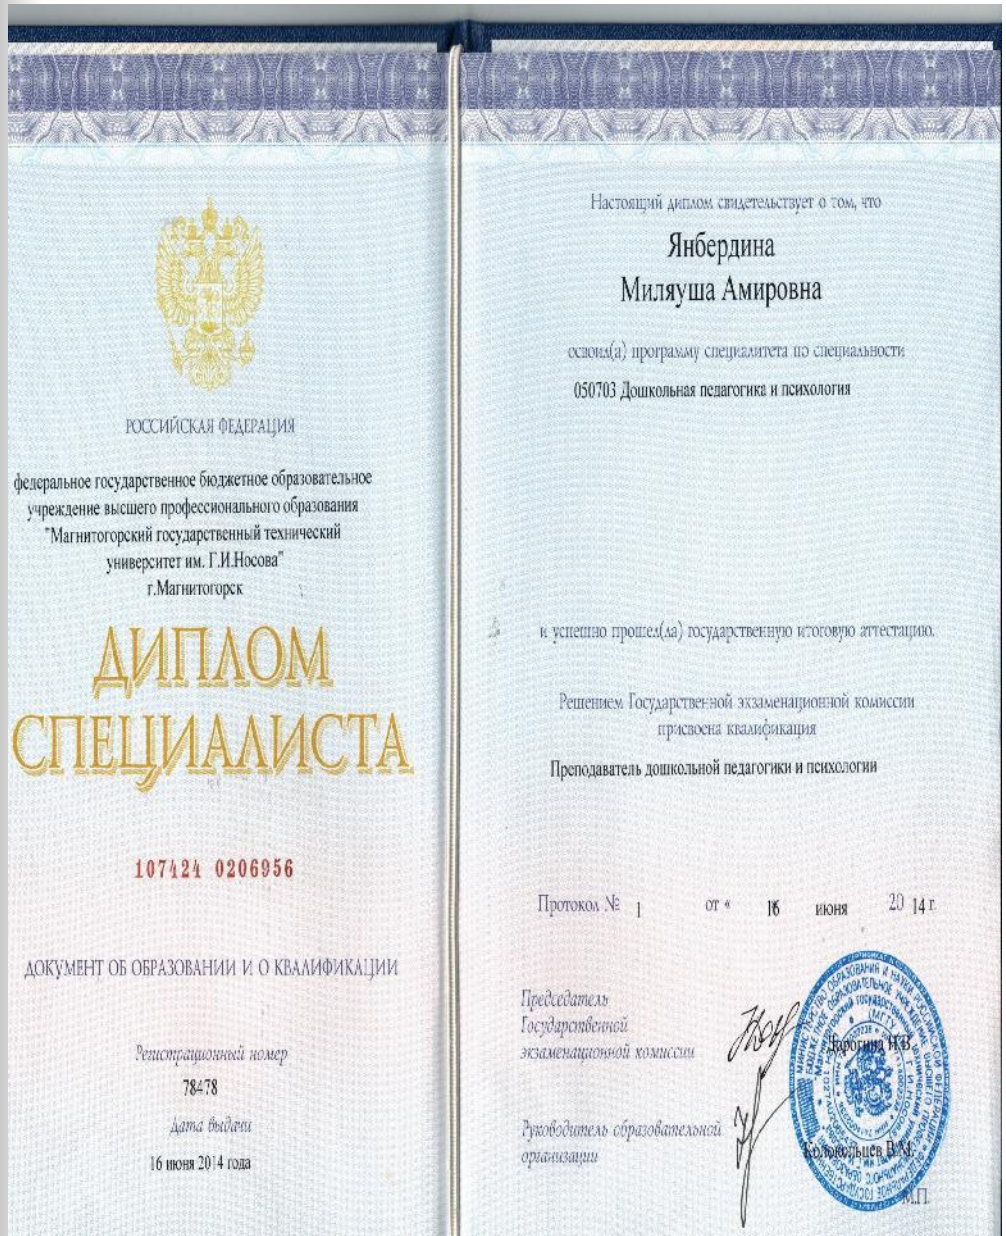 РОССИЙСКАЯ ФЕДЕРАЦИЯ
федеральное государственное бюджетное образовательное
учреждение высшего профессионального образования
"Магнитогорский государственный технический
университет им. Г.И.Носова"
г.Магнитогорск
ДИПЛОМ
СПЕЦИАЛИСТА
107424 0206956
ДОКУМЕНТ ОБ ОБРАЗОВАНИИ И О КВАЛИФИКАЦИИ
Регистрационный номер
78478
Дата выдачи
16 июня 2014 года
Настоящий диплом свидетельствует о том, что
Янбердина
Миляуша Амировна
освоил(а) программу специалитета по специальности
050703 Дошкольная педагогика и психология
и успешно прошел(ла) государственную итоговую аттестацию.
Решением Государственной экзаменационной комиссии
присвоена квалификация
Преподаватель дошкольной педагогики и психологии
Протокол № 1 от « 16 июня 20 14 г.
Председатель
Государственной
экзаменационной комиссии
Дарогина Н.В.
Руководитель образовательной
организации
Колокольцев В.М.
М.П.